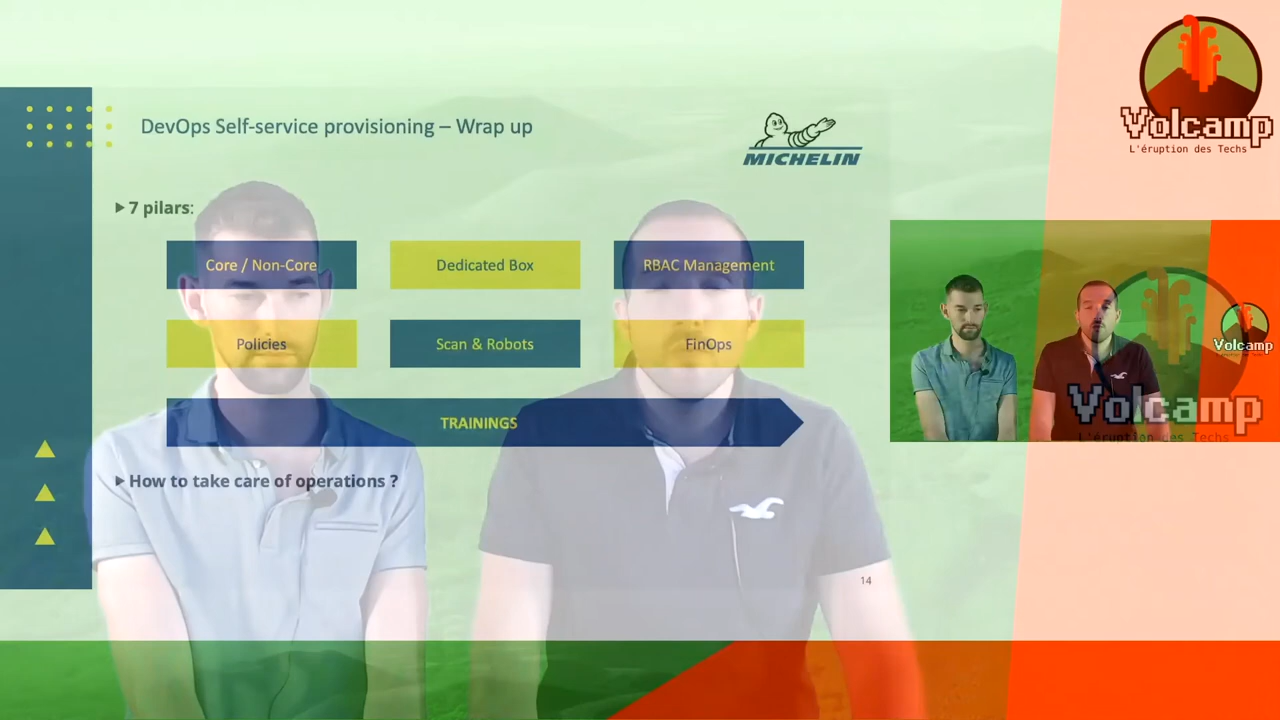 DevOps Self-service provisioning – Wrap up
MICHELIN
Volcamp
L'éruption des Techs
7 pilars:
Core / Non-Core
Dedicated Box
RBAC Management
Policies
Scan & Robots
FinOps
TRAININGS
How to take care of operations ?
14
Volcamp
Volcamp
L'éruption des Techs